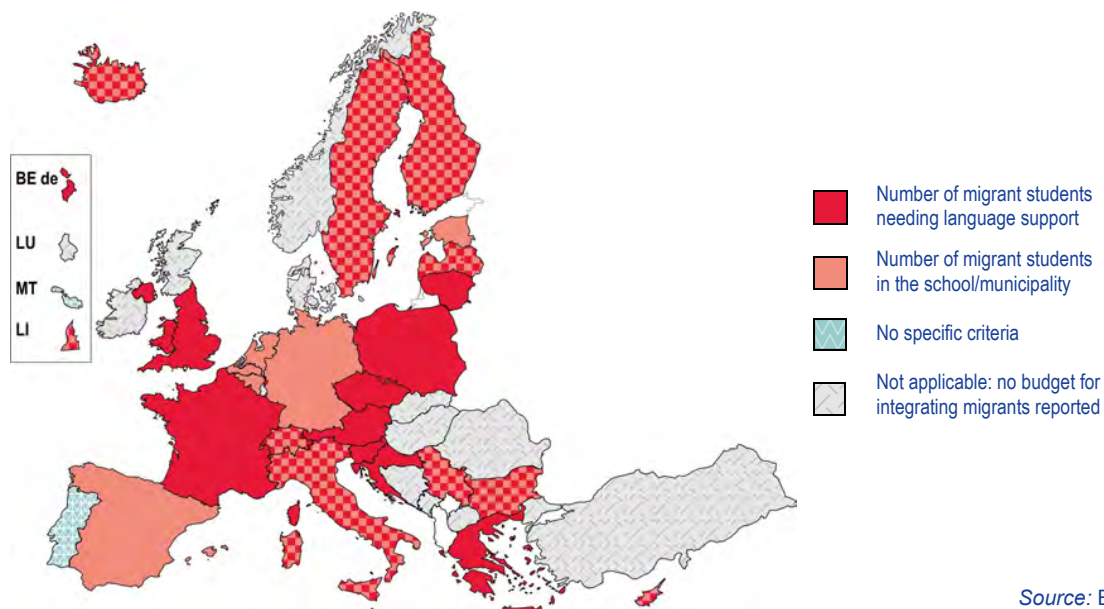 BE de
LU
MT
LI
Number of migrant students
needing language support
Number of migrant students
in the school/municipality
No specific criteria
Not applicable: no budget for
integrating migrants reported
Source: E